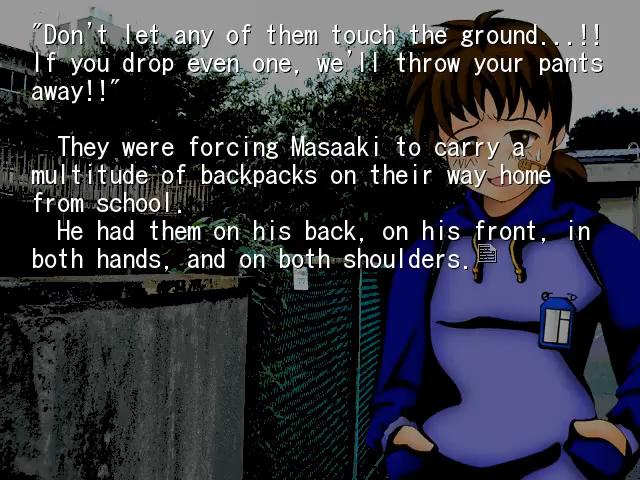 "Don't let any of them touch the ground...!!
If you drop even one, we'll throw your pants
away!!"
They were forcing Masaaki to carry a
multitude of backpacks on their way home
from school.
He had them on his back, on his front, in
both hands, and on both shoulders.